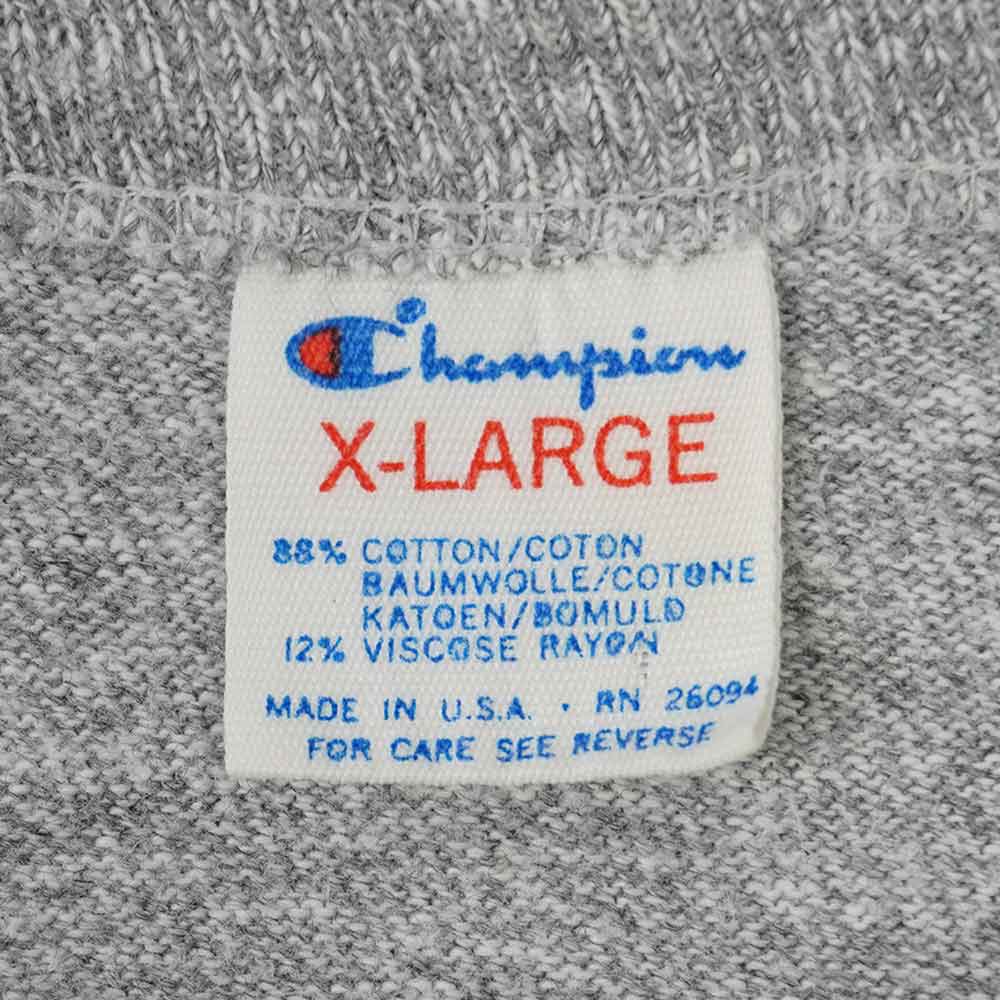 Champion
X-LARGE
88% COTTON/COTON
BAUMWOLLE/COTONE
KATOEN/BOMULD
12% VISCOSE RAYON
MADE IN U.S.A. • RN 26094
FOR CARE SEE REVERSE